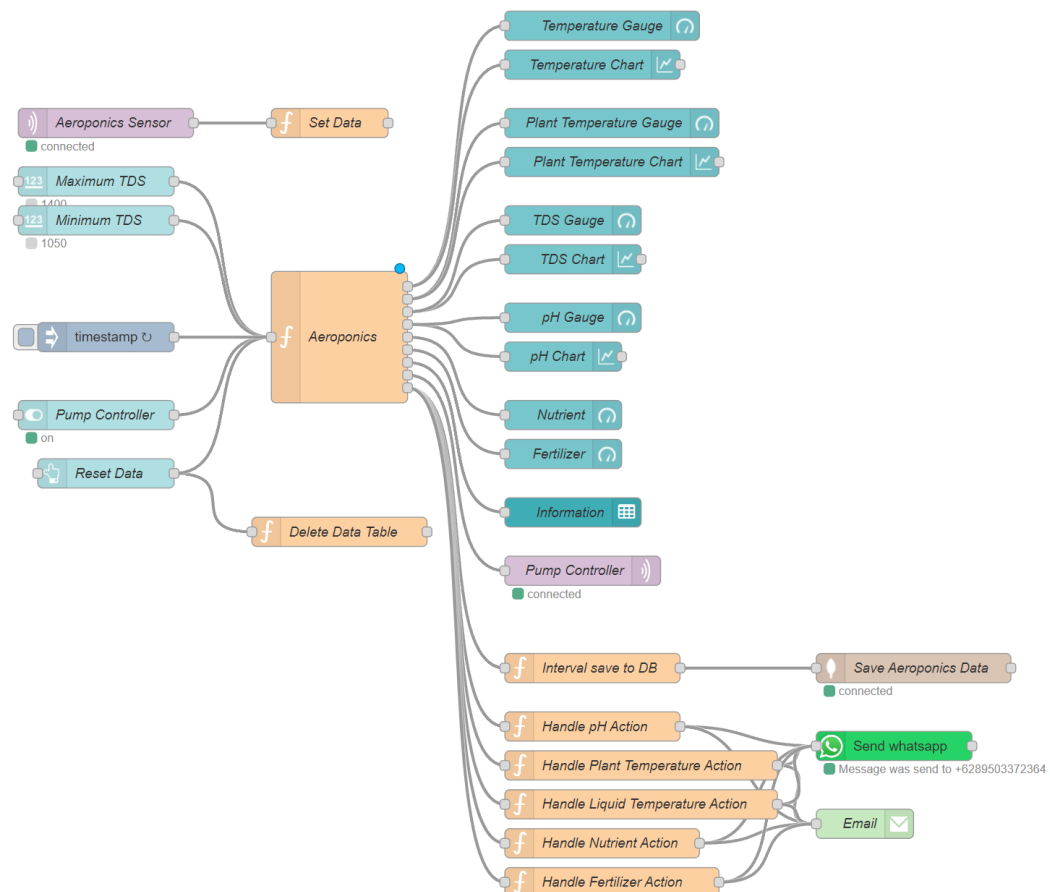 Temperature Gauge
Temperature Chart
Aeroponics Sensor
Set Data
connected
Plant Temperature Gauge
Plant Temperature Chart
123 Maximum TDS
1400
123 Minimum TDS
1050
TDS Gauge
TDS Chart
timestamp ↻
Aeroponics
pH Gauge
pH Chart
Pump Controller
on
Nutrient
Reset Data
Fertilizer
Delete Data Table
Information
Pump Controller
connected
Interval save to DB
Save Aeroponics Data
connected
Handle pH Action
Send whatsapp
Message was send to +6289503372364
Handle Plant Temperature Action
Handle Liquid Temperature Action
Email
Handle Nutrient Action
Handle Fertilizer Action